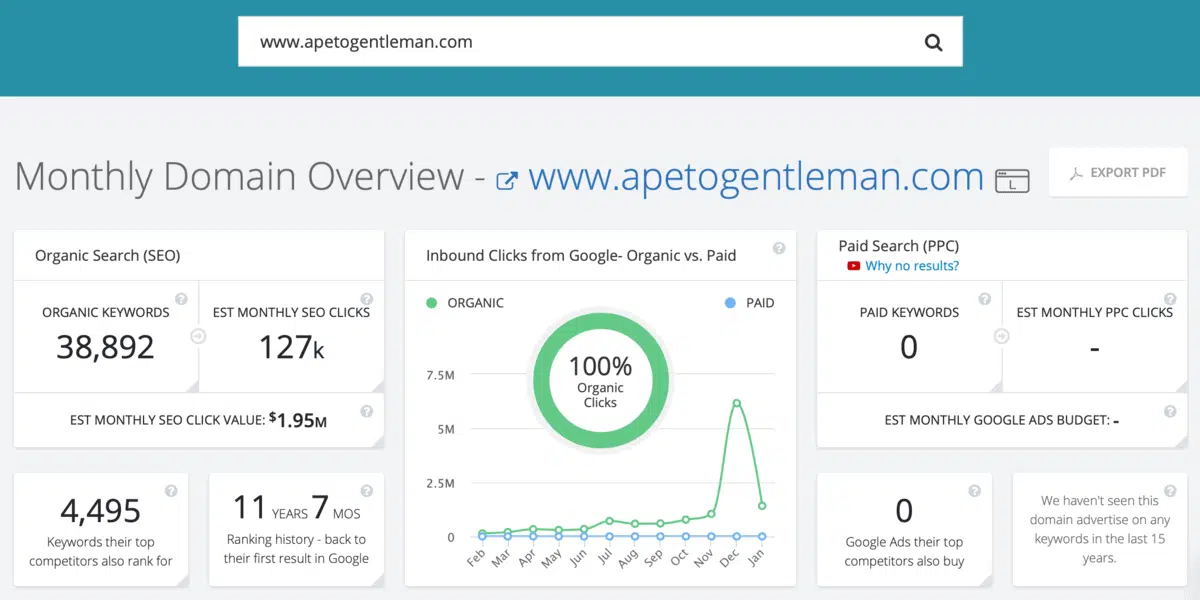 www.apetogentleman.com
Monthly Domain Overview - www.apetogentleman.com
L
EXPORT PDF
Organic Search (SEO)
ORGANIC KEYWORDS
?
38,892
EST MONTHLY SEO CLICKS
?
127k
EST MONTHLY SEO CLICK VALUE: $1.95M
?
4,495
?
Keywords their top
competitors also rank for
11 YEARS 7 MOS
?
Ranking history - back to
their first result in Google
Inbound Clicks from Google- Organic vs. Paid
?
ORGANIC
PAID
100%
Organic
Clicks
7.5M
5M
2.5M
0
Feb Mar Apr May Jun Jul Aug Sep Oct Nov Dec Jan
Paid Search (PPC)
Why no results?
PAID KEYWORDS
?
0
EST MONTHLY PPC CLICKS
?
-
EST MONTHLY GOOGLE ADS BUDGET: -
?
0
?
Google Ads their top
competitors also buy
?
We haven't seen this
domain advertise on any
keywords in the last 15
years.